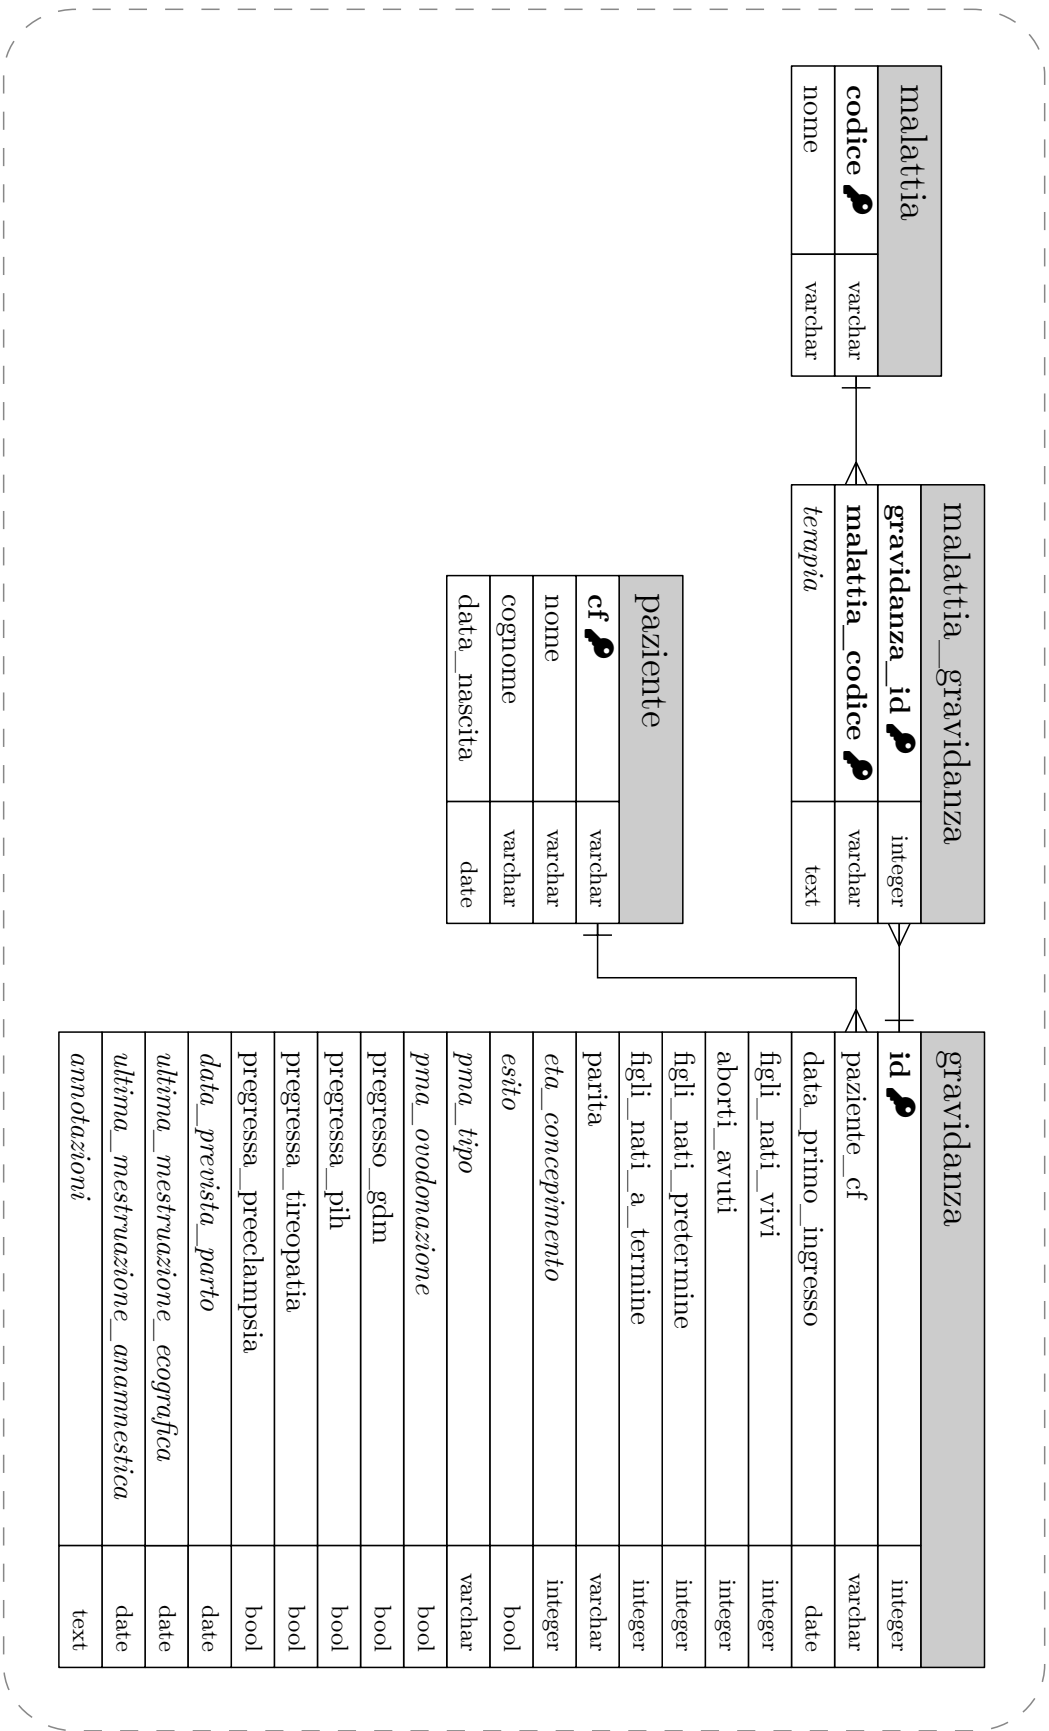 malattia
codice varchar
nome varchar
malattia_gravidanza
gravidanza_id integer
malattia_codice varchar
terapia text
paziente
cf varchar
nome varchar
cognome varchar
data_nascita date
gravidanza
id integer
paziente_cf varchar
data_primo_ingresso date
figli_nati_vivi integer
aborti_avuti integer
figli_nati_pretermine integer
figli_nati_a_termine integer
parita varchar
eta_concepimento integer
esito bool
pma_tipo varchar
pma_ovodonazione bool
pregresso_gdm bool
pregressa_pih bool
pregressa_tireopatia bool
pregressa_preclampsia bool
data_prevista_parto date
ultima_mestruazione_ecografica date
ultima_mestruazione_anamnestica date
annotazioni text